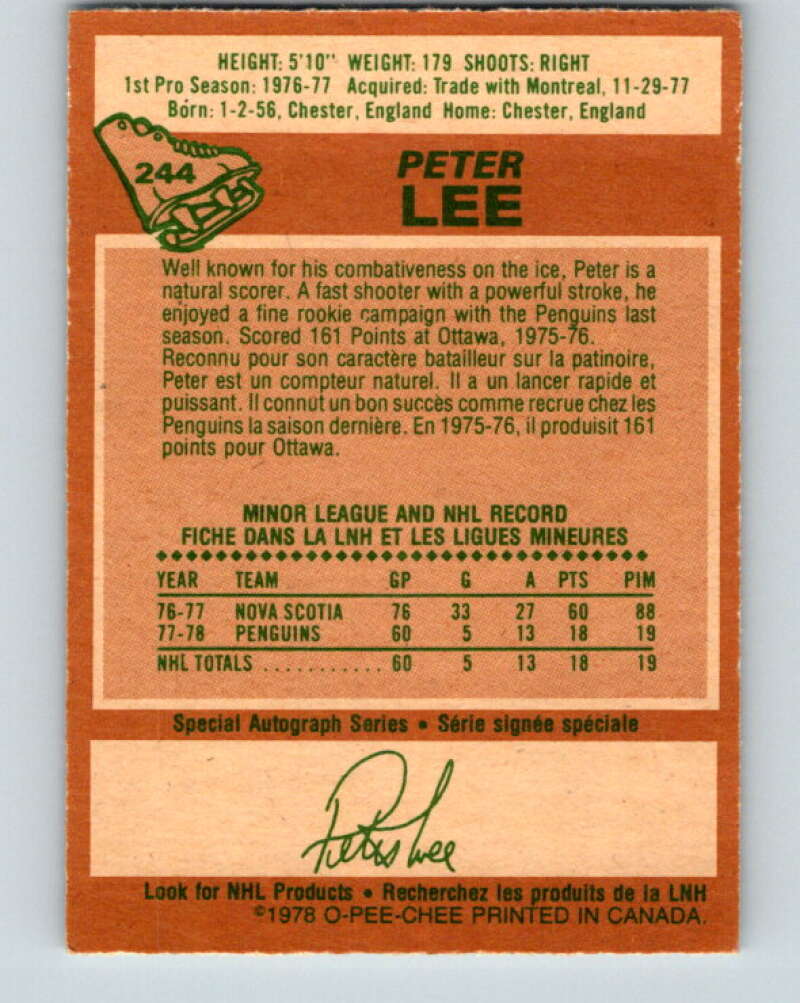 HEIGHT: 5'10" WEIGHT: 179 SHOOTS: RIGHT
1st Pro Season: 1976-77 Acquired: Trade with Montreal, 11-29-77
Born: 1-2-56, Chester, England Home: Chester, England
244
PETER
LEE
Well known for his combativeness on the ice, Peter is a
natural scorer. A fast shooter with a powerful stroke, he
enjoyed a fine rookie campaign with the Penguins last
season. Scored 161 Points at Ottawa, 1975-76.
Reconnu pour son caractère batailleur sur la patinoire,
Peter est un compteur naturel. Il a un lancer rapide et
puissant. Il connut un bon succès comme recrue chez les
Penguins la saison dernière. En 1975-76, il produisit 161
points pour Ottawa.
MINOR LEAGUE AND NHL RECORD
FICHE DANS LA LNH ET LES LIGUES MINEURES
YEAR TEAM GP G A PTS PIM
76-77 NOVA SCOTIA 76 33 27 60 88
77-78 PENGUINS 60 5 13 18 19
NHL TOTALS ........... 60 5 13 18 19
Special Autograph Series • Série signée spéciale
Peter Lee
Look for NHL Products • Recherchez les produits de la LNH
©1978 O-PEE-CHEE PRINTED IN CANADA.